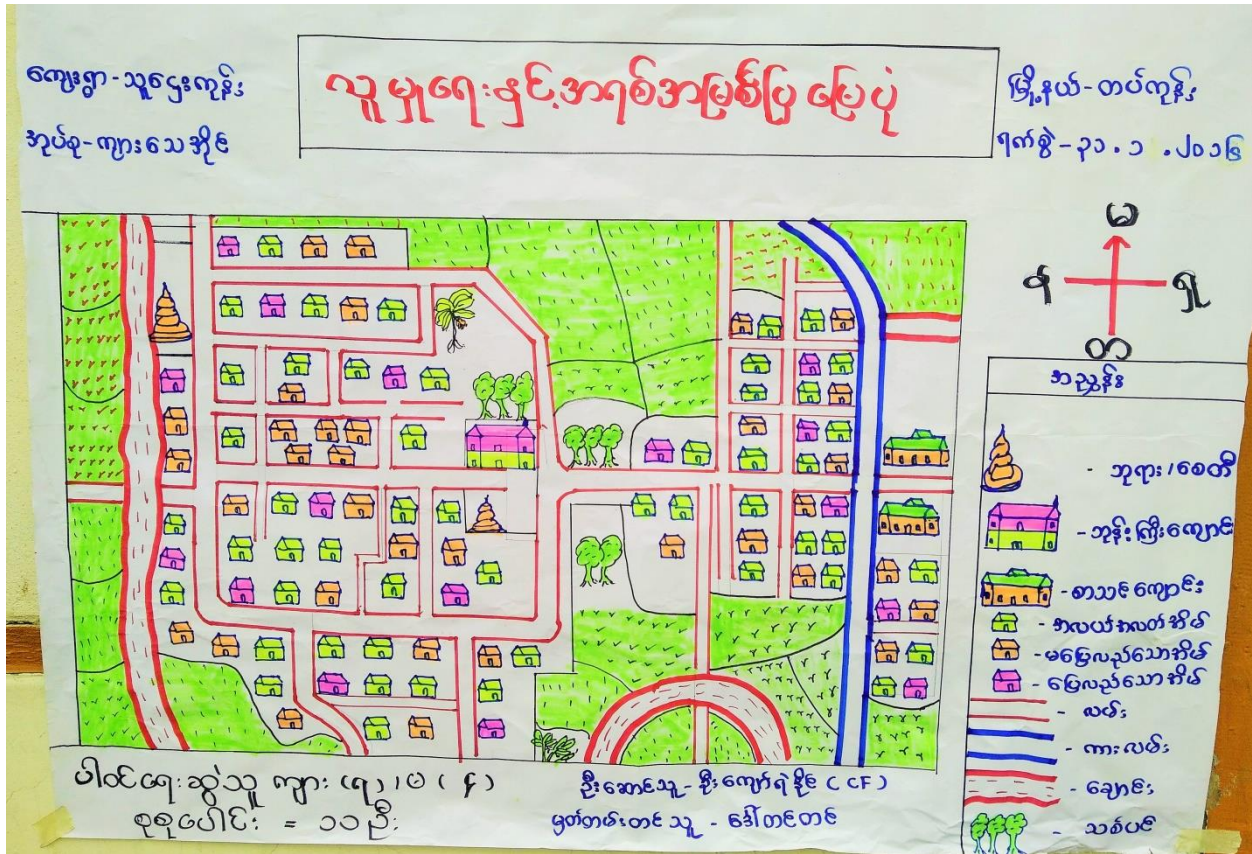 ကျေးရွာ - သူဌေးကုန်း
အုပ်စု - ကျားသေအိုင်
လူမှုရေးနှင့်အရင်းအမြစ်ပြ မြေပုံ
မြို့နယ် - တပ်ကုန်း
ရက်စွဲ - ၃၁.၁.၂၀၁၆
မ
န
ရှ
တ
အညွှန်း
- ဘုရား/စေတီ
- ဘုန်းကြီးကျောင်း
- စာသင်ကျောင်း
- အလယ်အလတ်အိမ်
- မပြေလည်သောအိမ်
- ပြေလည်သောအိမ်
- လမ်း
- ကားလမ်း
- ချောင်း
- သစ်ပင်
ပါဝင်ရေးဆွဲသူ ကျား (၇) / မ (၄)
စုစုပေါင်း = ၁၁ဦး
ဦးဆောင်သူ - ဦးကျော်ရဲနိုင် (CCF)
မှတ်တမ်းတင်သူ - ဒေါ်တင်တင်